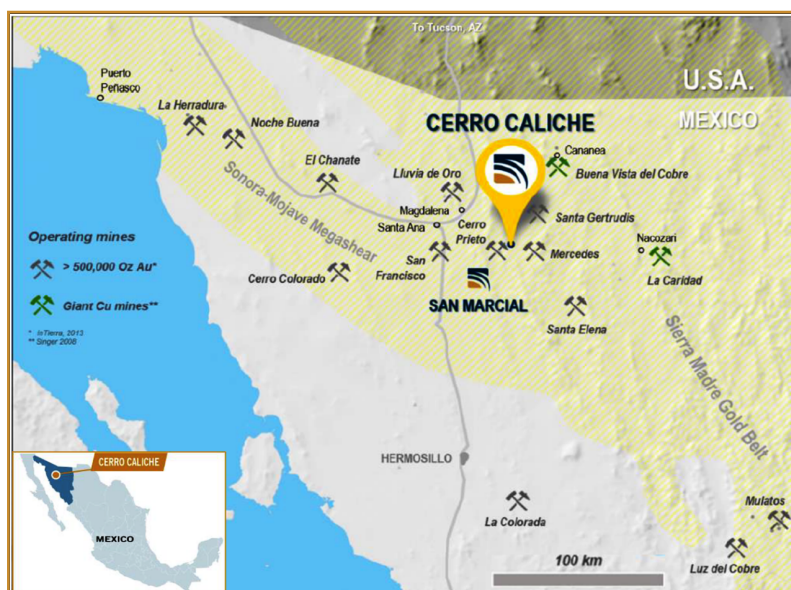 To Tucson, AZ
U.S.A.
MEXICO
Puerto
Peñasco
La Herradura
Noche Buena
CERRO CALICHE
Cananea
Buena Vista del Cobre
El Chanate
Lluvia de Oro
Sonora-Mojave Megashear
Magdalena
Santa Ana
Cerro
Prieto
Santa Gertrudis
Mercedes
Nacozari
La Caridad
San
Francisco
Cerro Colorado
SAN MARCIAL
Santa Elena
Sierra Madre Gold Belt
Operating mines
> 500,000 Oz Au*
Giant Cu mines**
* InTierra, 2013
** Singer 2008
HERMOSILLO
La Colorada
Mulatos
Luz del Cobre
100 km
CERRO CALICHE
MEXICO